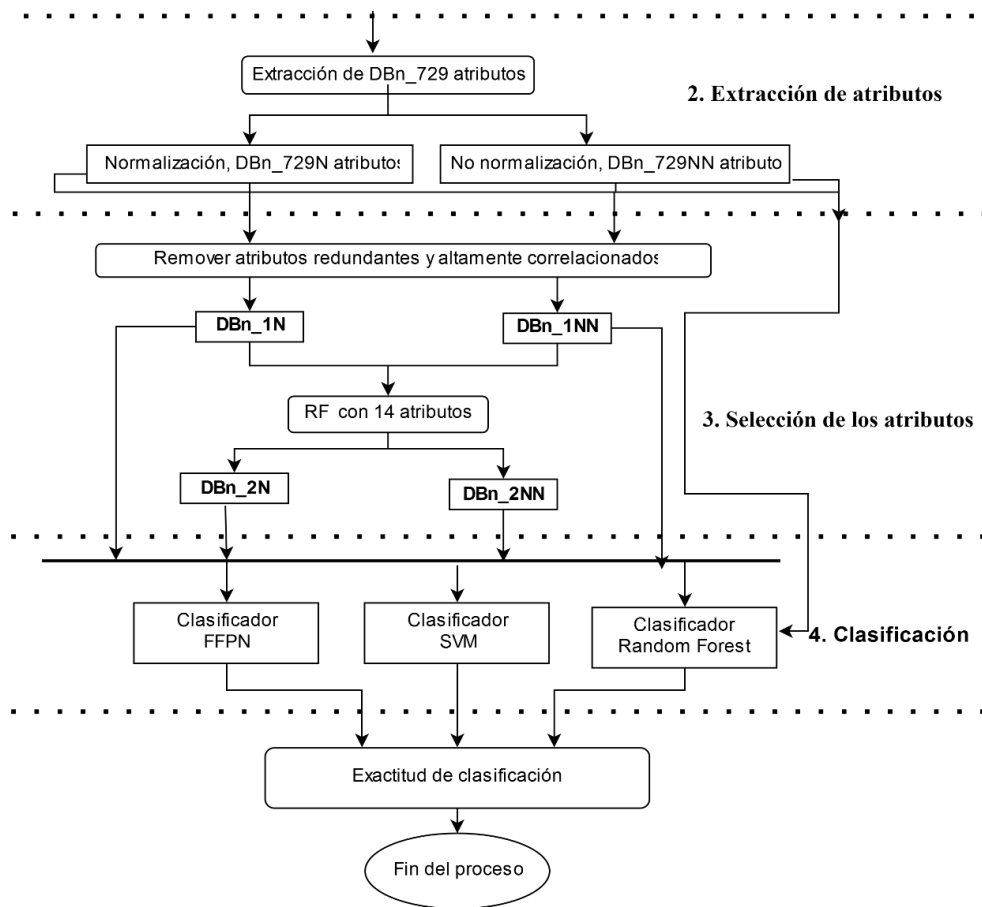 Extracción de DBn_729 atributos
2. Extracción de atributos
Normalización, DBn_729N atributos
No normalización, DBn_729NN atributo
Remover atributos redundantes y altamente correlacionados
DBn_1N
DBn_1NN
RF con 14 atributos
3. Selección de los atributos
DBn_2N
DBn_2NN
Clasificador
FFPN
Clasificador
SVM
Clasificador
Random Forest
4. Clasificación
Exactitud de clasificación
Fin del proceso